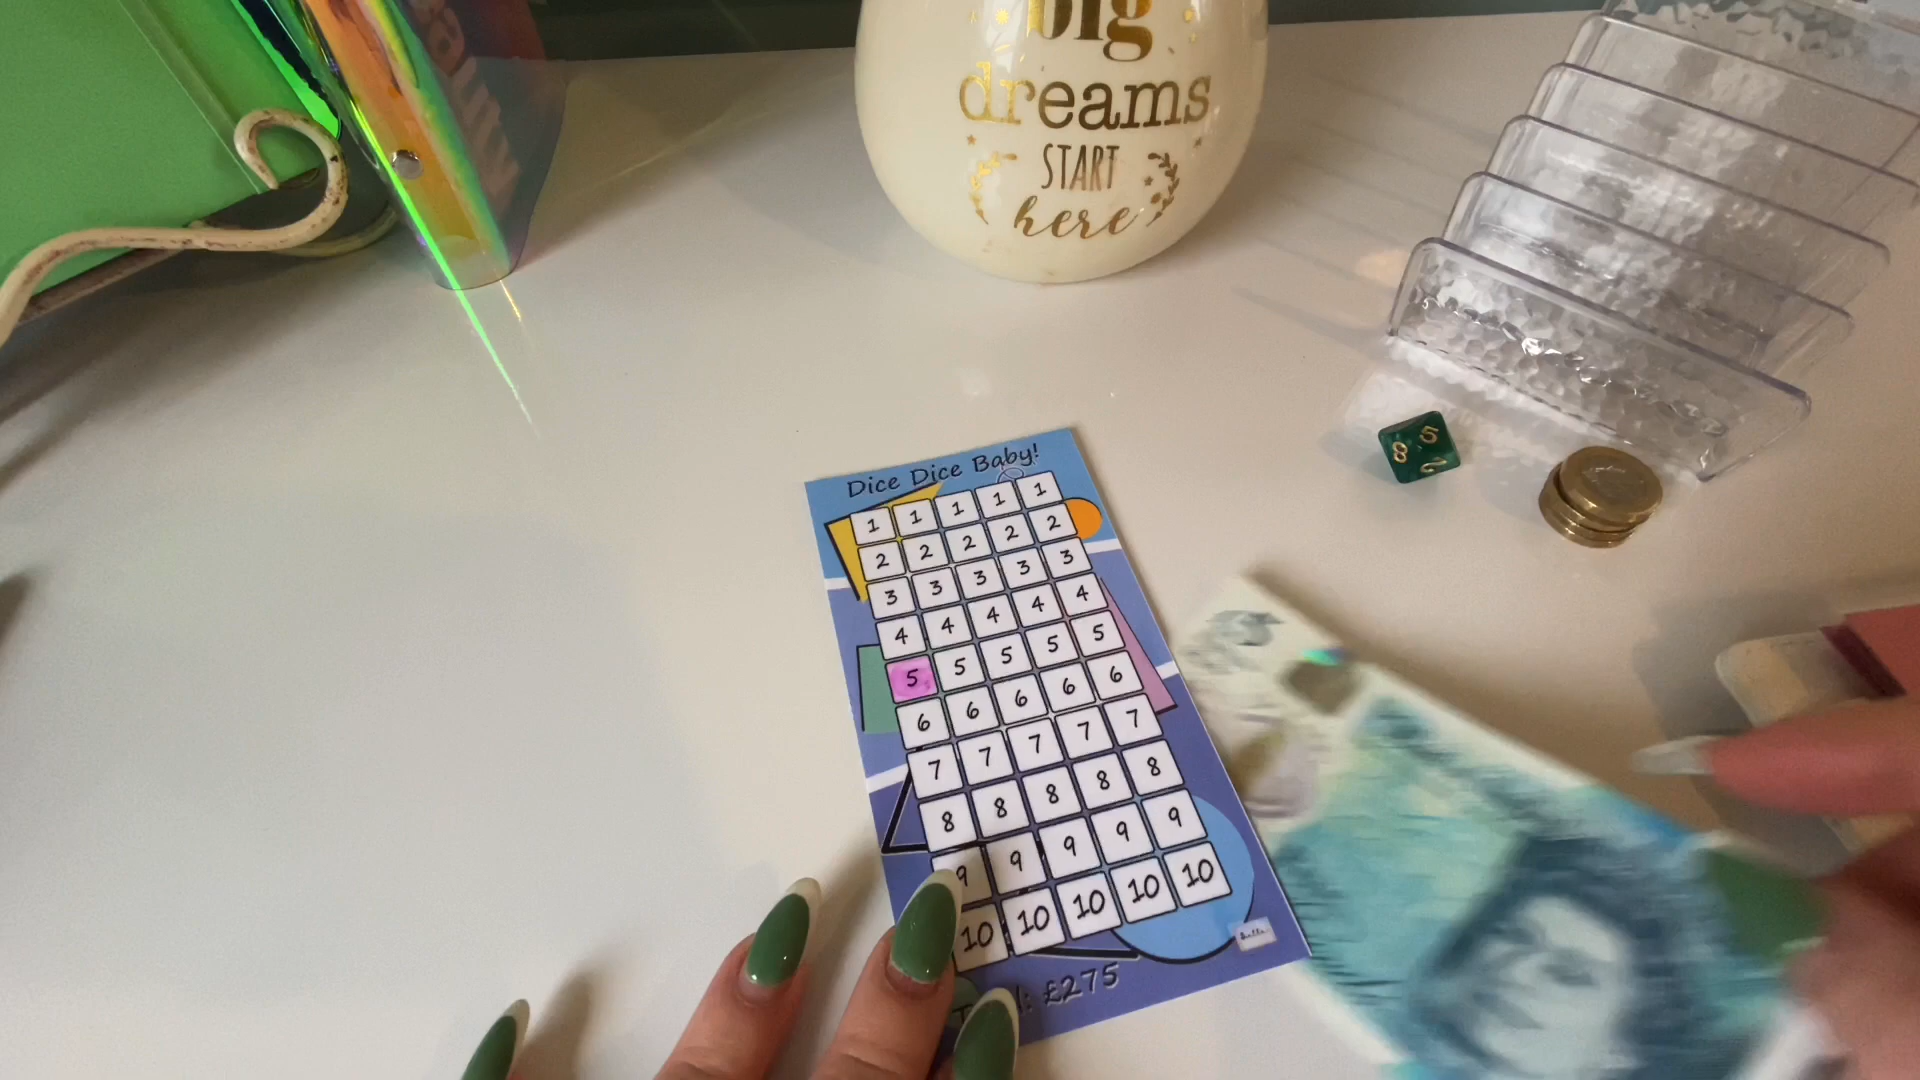 big
dreams
START
here
8 5 2
Dice Dice Baby!
1 1 1 1 1
2 2 2 2 2
3 3 3 3 3
4 4 4 4 4
5 5 5 5 5
6 6 6 6 6
7 7 7 7 7
8 8 8 8 8
9 9 9 9 9
10 10 10 10 10
£275